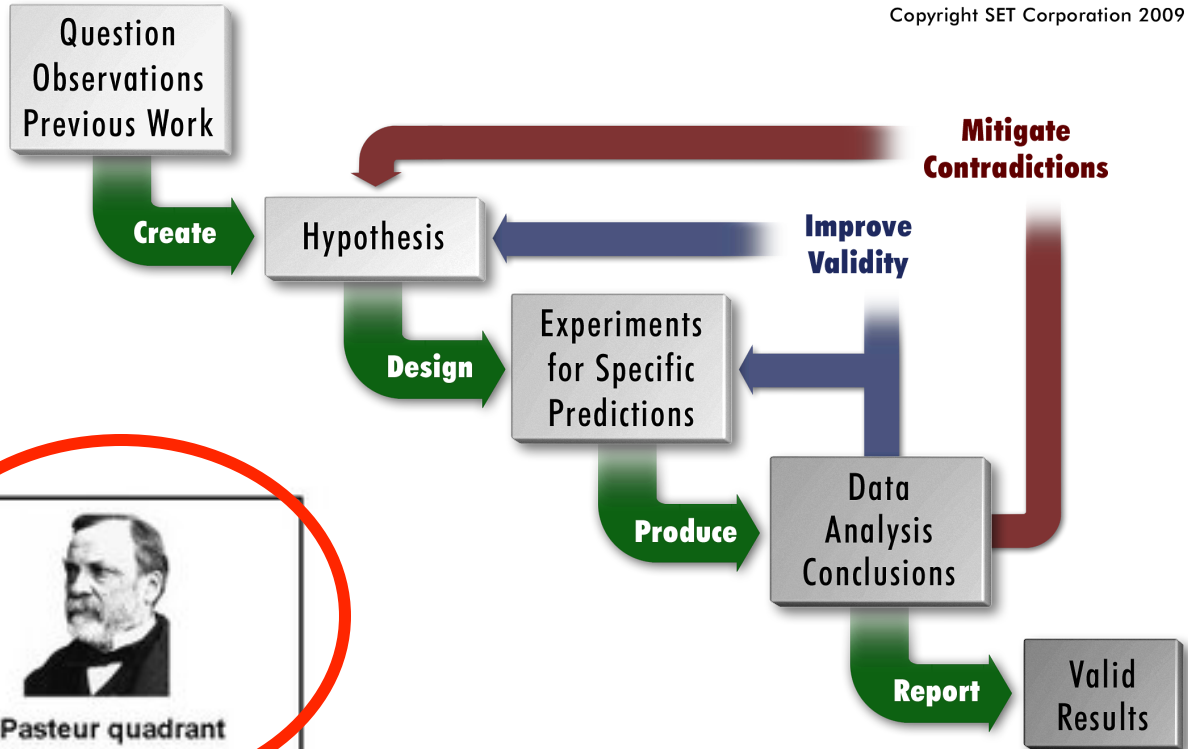 Copyright SET Corporation 2009
Question
Observations
Previous Work
Mitigate
Contradictions
Create
Hypothesis
Improve
Validity
Design
Experiments
for Specific
Predictions
Produce
Data
Analysis
Conclusions
Report
Valid
Results
Pasteur quadrant